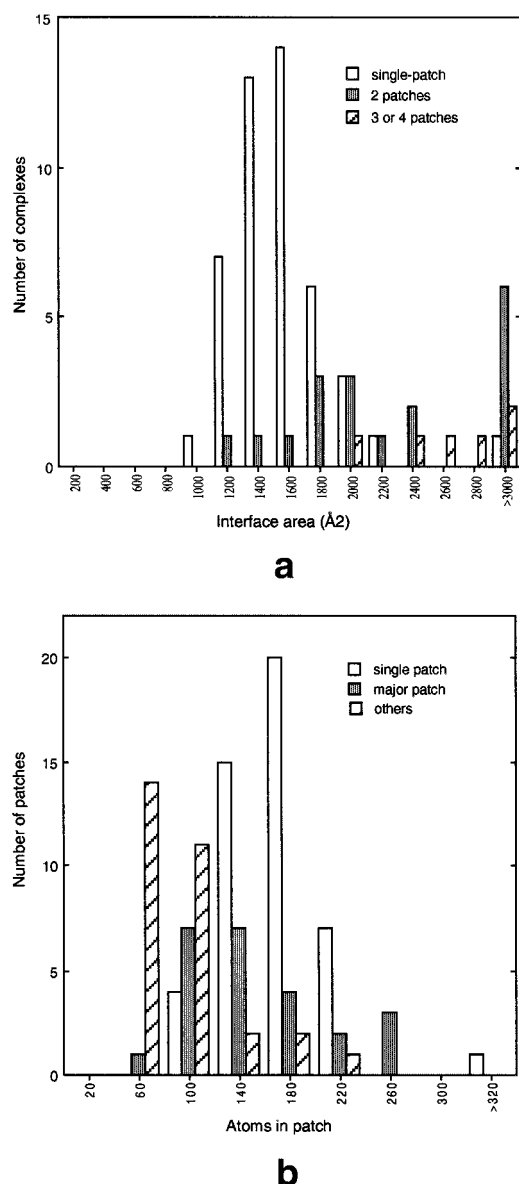 15
10
5
0
Number of complexes
single-patch
2 patches
3 or 4 patches
200
400
600
800
1000
1200
1400
1600
1800
2000
2200
2400
2600
2800
>3000
Interface area (Å2)
a
20
15
10
5
0
Number of patches
single patch
major patch
others
20
60
100
140
180
220
260
300
>320
Atoms in patch
b